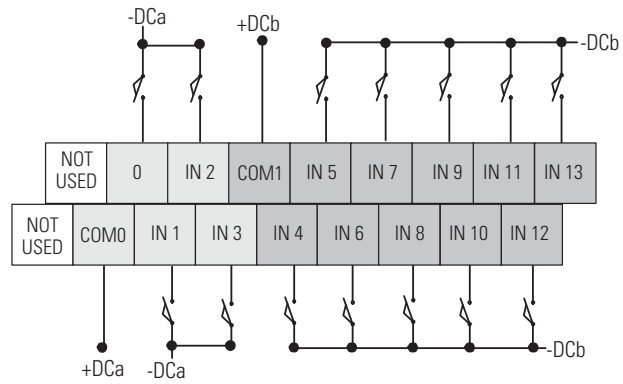 -DCa
+DCb
-DCb
NOT USED 0 IN 2 COM1 IN 5 IN 7 IN 9 IN 11 IN 13
NOT USED COM0 IN 1 IN 3 IN 4 IN 6 IN 8 IN 10 IN 12
-DCb
+DCa
-DCa